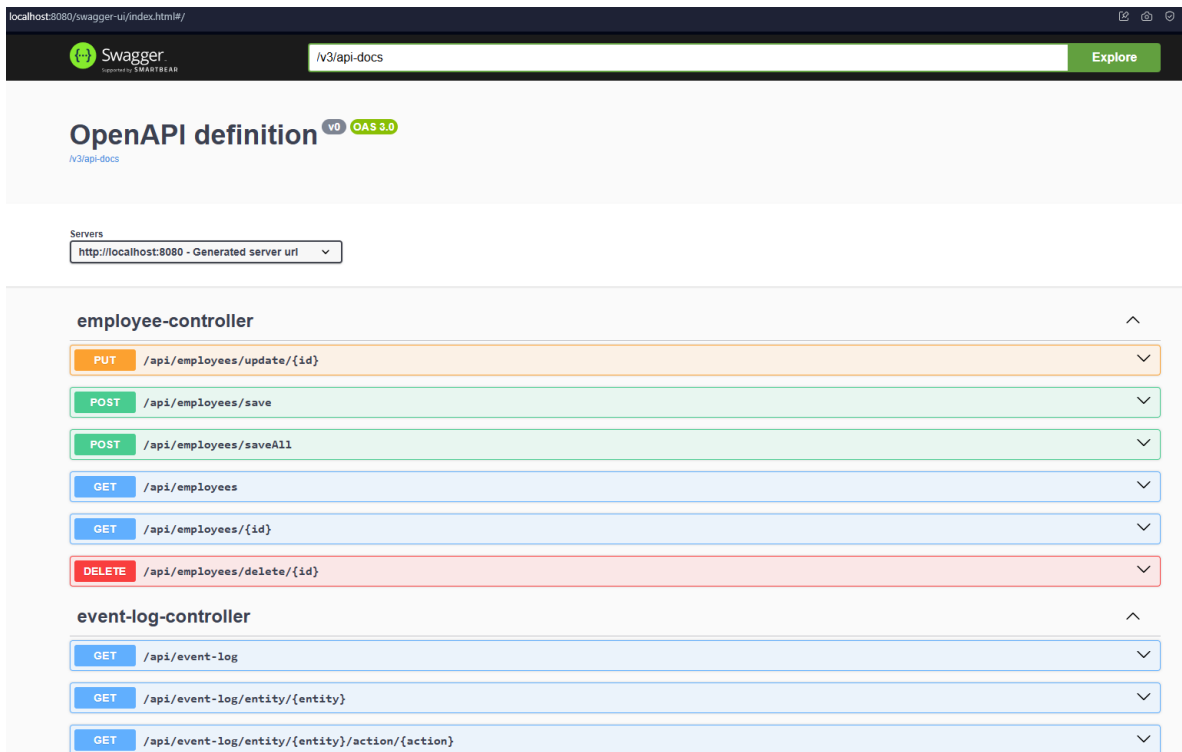 localhost:8080/swagger-ui/index.html#/
{···} Swagger.
Supported by SMARTBEAR
/v3/api-docs
Explore
OpenAPI definition v0 OAS 3.0
/v3/api-docs
Servers
http://localhost:8080 - Generated server url
employee-controller
PUT /api/employees/update/{id}
POST /api/employees/save
POST /api/employees/saveAll
GET /api/employees
GET /api/employees/{id}
DELETE /api/employees/delete/{id}
event-log-controller
GET /api/event-log
GET /api/event-log/entity/{entity}
GET /api/event-log/entity/{entity}/action/{action}